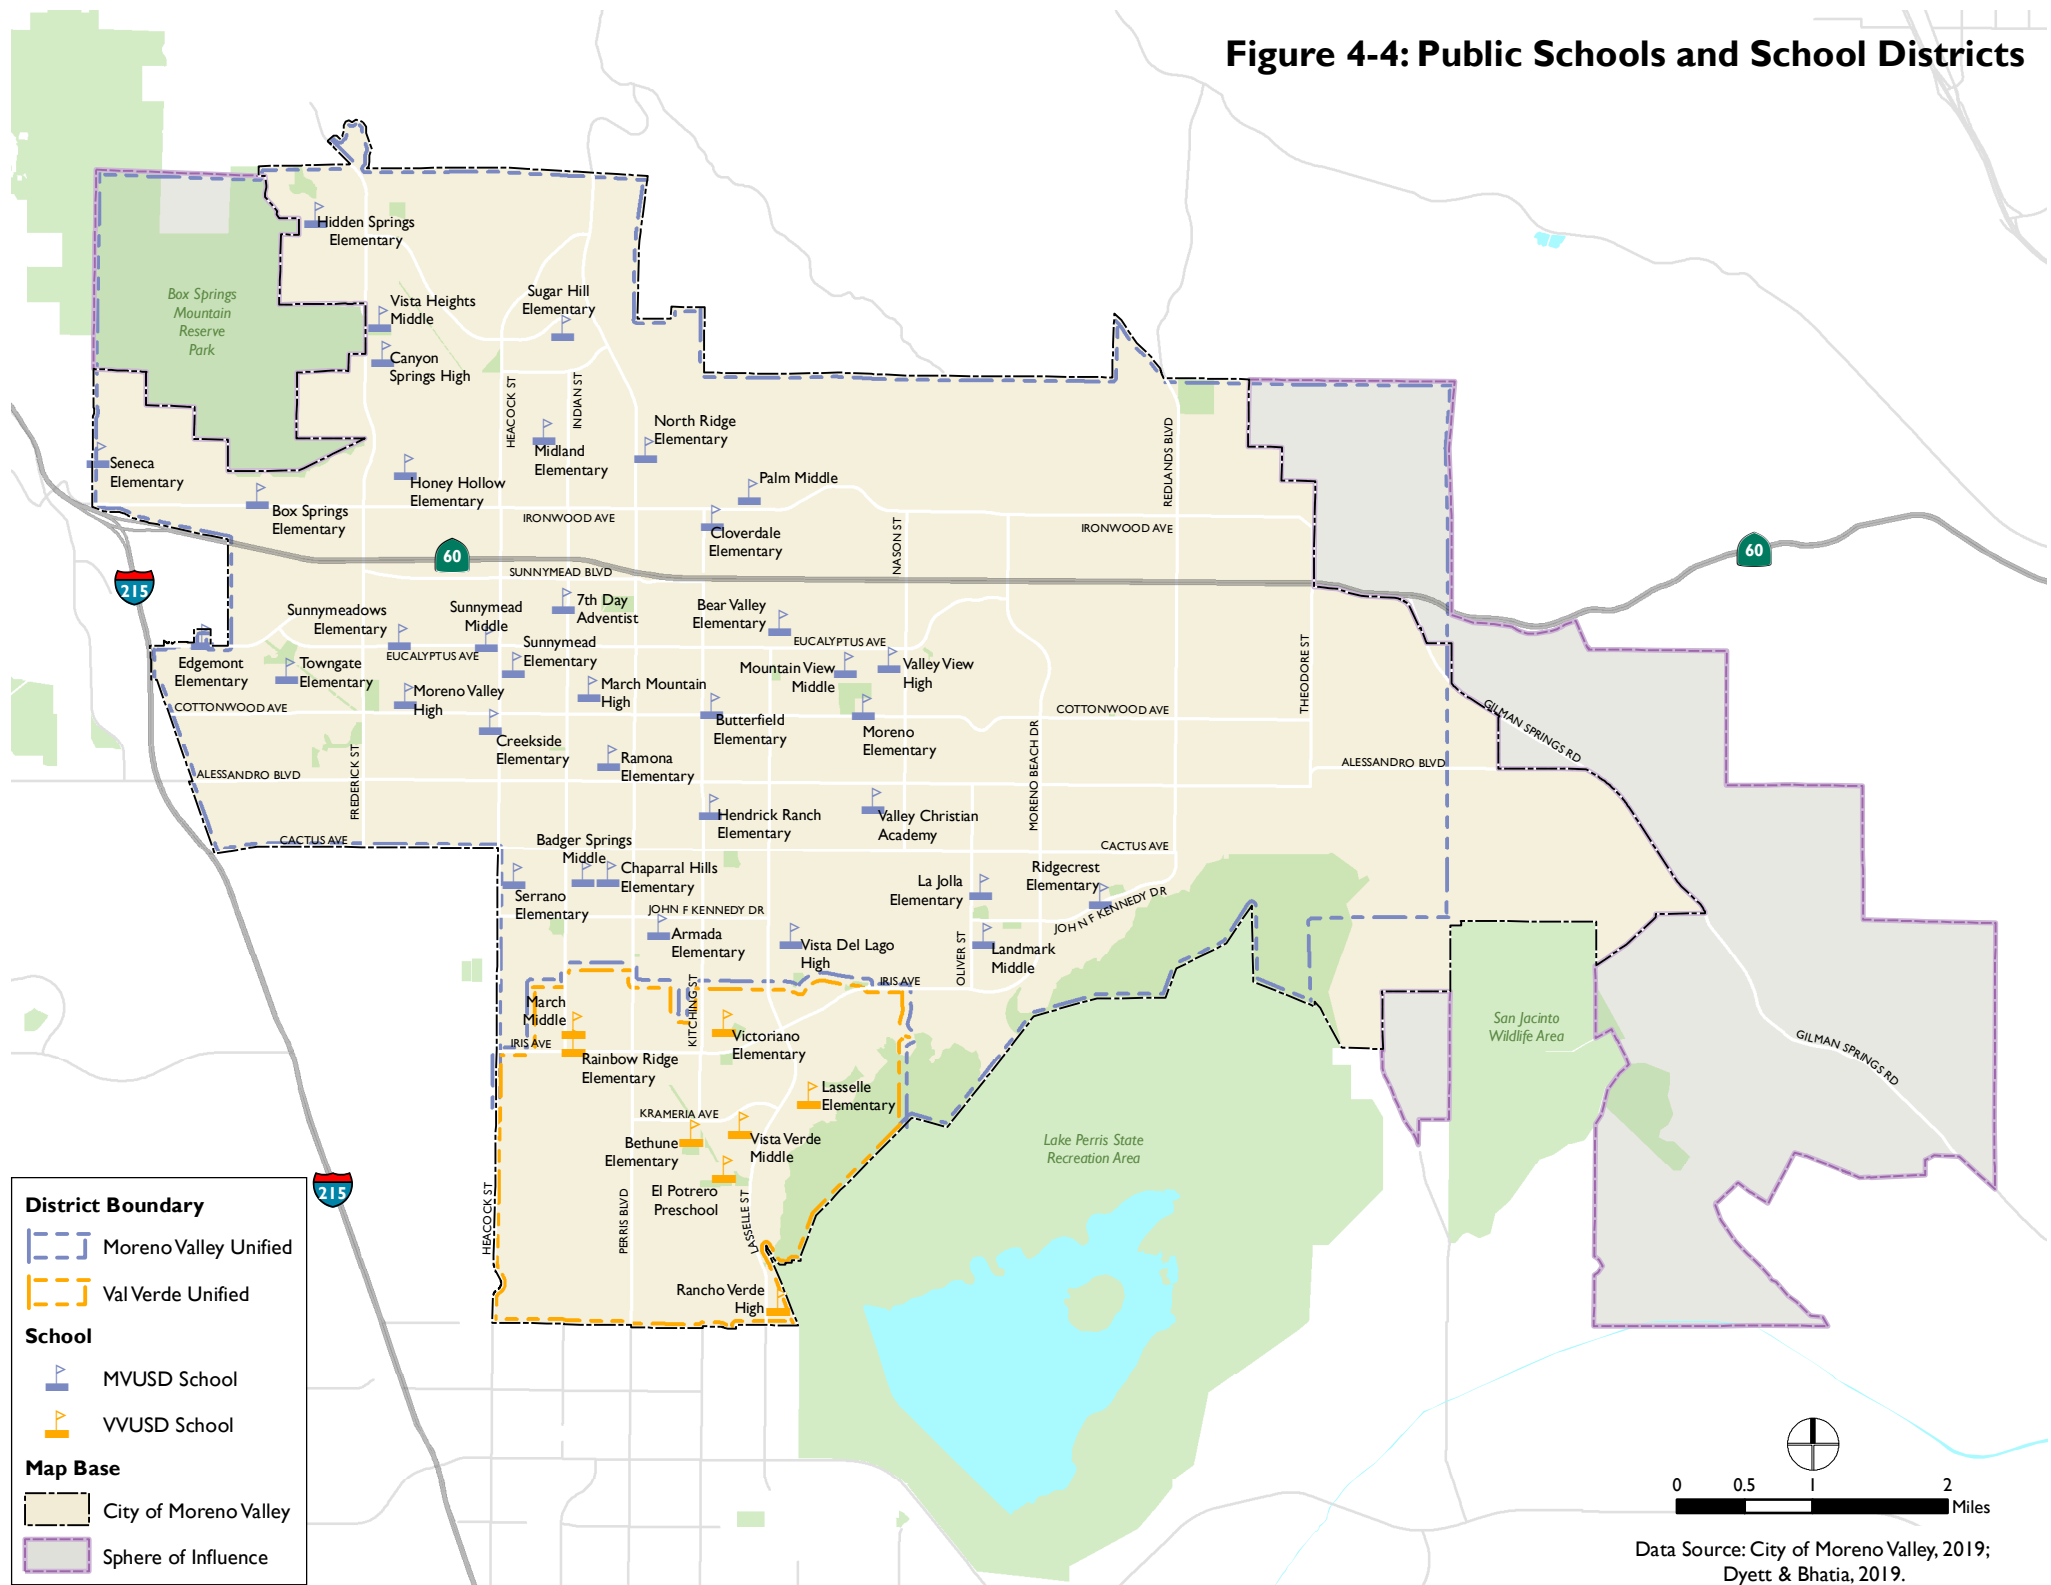 Figure 4-4: Public Schools and School Districts
Hidden Springs
Elementary
Box Springs
Mountain
Reserve
Park
Vista Heights
Middle
Sugar Hill
Elementary
Canyon
Springs High
HEACOCK ST
INDIAN ST
North Ridge
Elementary
REDLANDS BLVD
Midland
Elementary
Seneca
Elementary
Honey Hollow
Elementary
Palm Middle
Box Springs
Elementary
IRONWOOD AVE
Cloverdale
Elementary
NASON ST
IRONWOOD AVE
60
60
215
SUNNYMEAD BLVD
Sunnymeadows
Elementary
Sunnymead
Middle
7th Day
Adventist
Bear Valley
Elementary
EUCALYPTUS AVE
Sunnymead
Elementary
EUCALYPTUS AVE
THEODORE ST
Edgemont
Elementary
Towngate
Elementary
Mountain View
Middle
Valley View
High
Moreno Valley
High
March Mountain
High
COTTONWOOD AVE
COTTONWOOD AVE
GILMAN SPRINGS RD
Butterfield
Elementary
Moreno
Elementary
Creekside
Elementary
MORENO BEACH DR
FREDERICK ST
Ramona
Elementary
ALESSANDRO BLVD
ALESSANDRO BLVD
Hendrick Ranch
Elementary
Valley Christian
Academy
CACTUS AVE
Badger Springs
Middle
CACTUS AVE
Chaparral Hills
Elementary
La Jolla
Elementary
Ridgecrest
Elementary
Serrano
Elementary
JOHN F KENNEDY DR
JOHN F KENNEDY DR
Armada
Elementary
Vista Del Lago
High
OLIVER ST
Landmark
Middle
IRIS AVE
KITCHING ST
March
Middle
San Jacinto
Wildlife Area
Victoriano
Elementary
IRIS AVE
GILMAN SPRINGS RD
Rainbow Ridge
Elementary
Lasselle
Elementary
KRAMERIA AVE
Bethune
Elementary
Vista Verde
Middle
Lake Perris State
Recreation Area
El Potrero
Preschool
215
HEACOCK ST
PERRIS BLVD
LASSELLE ST
Rancho Verde
High
District Boundary
Moreno Valley Unified
Val Verde Unified
School
MVUSD School
VVUSD School
Map Base
City of Moreno Valley
Sphere of Influence
0 0.5 1 2
Miles
Data Source: City of Moreno Valley, 2019;
Dyett & Bhatia, 2019.